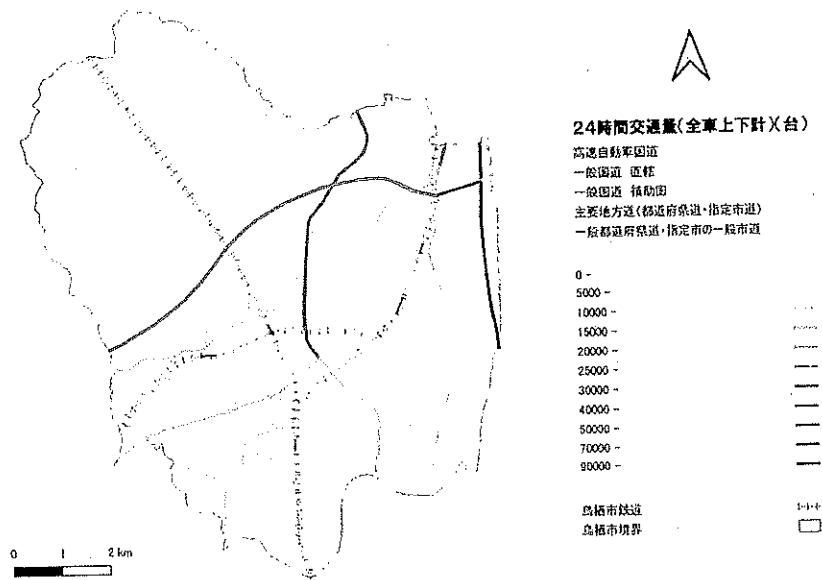 24時間交通量(全車上下計)(台)
高速自動車国道
一般国道 直轄
一般国道 補助国
主要地方道(都道府県道・指定市道)
一般都道府県道・指定市の一般市道
0 -
5000 -
10000 -
15000 -
20000 -
25000 -
30000 -
40000 -
50000 -
70000 -
90000 -
鳥栖市鉄道
鳥栖市境界
0 1 2 km